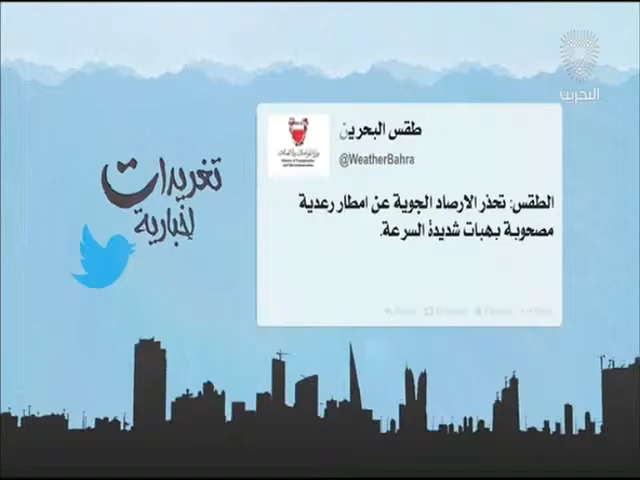 البحرين
طقس البحرين
@WeatherBahra
تغريدات
إخبارية
الطقس: تحذر الارصاد الجوية عن امطار رعدية
مصحوبة بهبات شديدة السرعة.